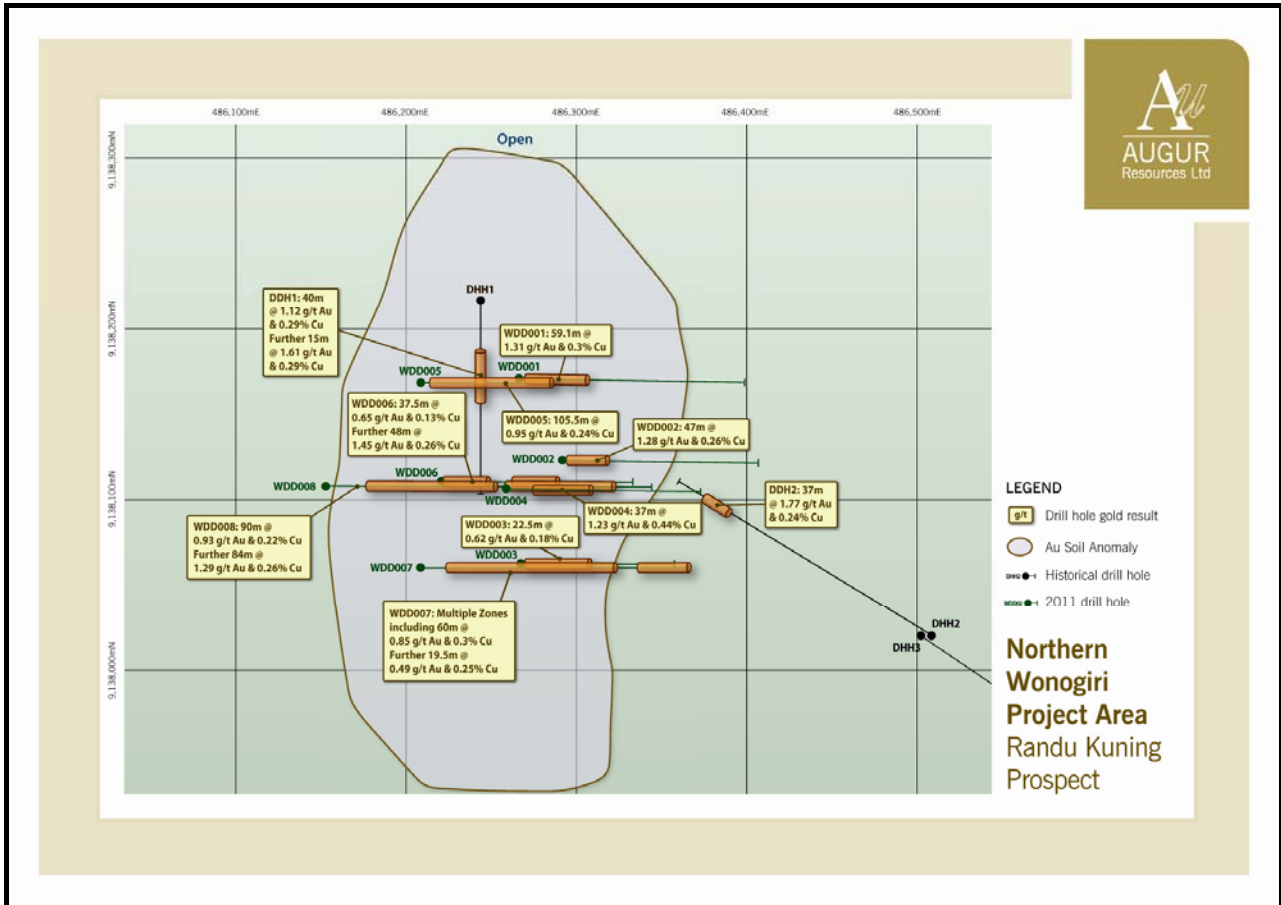 486,100mE
486,200mE
486,300mE
486,400mE
486,500mE
Au
AUGUR
Resources Ltd
Open
9,138,300mN
9,138,200mN
9,138,100mN
9,138,000mN
DHH1
DDH1: 40m
@ 1.12 g/t Au
& 0.29% Cu
Further 15m
@ 1.61 g/t Au
& 0.29% Cu
WDD001: 59.1m @
1.31 g/t Au & 0.3% Cu
WDD005
WDD001
WDD006: 37.5m @
0.65 g/t Au & 0.13% Cu
Further 48m @
1.45 g/t Au & 0.26% Cu
WDD005: 105.5m @
0.95 g/t Au & 0.24% Cu
WDD002: 47m @
1.28 g/t Au & 0.26% Cu
WDD002
WDD006
WDD008
WDD004
DDH2: 37m
@ 1.77 g/t Au
& 0.24% Cu
WDD004: 37m @
1.23 g/t Au & 0.44% Cu
WDD008: 90m @
0.93 g/t Au & 0.22% Cu
Further 84m @
1.29 g/t Au & 0.26% Cu
WDD003: 22.5m @
0.62 g/t Au & 0.18% Cu
WDD003
WDD007
WDD007: Multiple Zones
including 60m @
0.85 g/t Au & 0.3% Cu
Further 19.5m @
0.49 g/t Au & 0.25% Cu
DHH2
DHH3
LEGEND
g/t Drill hole gold result
Au Soil Anomaly
DHH2 Historical drill hole
WDD02 2011 drill hole
Northern
Wonogiri
Project Area
Randu Kuning
Prospect